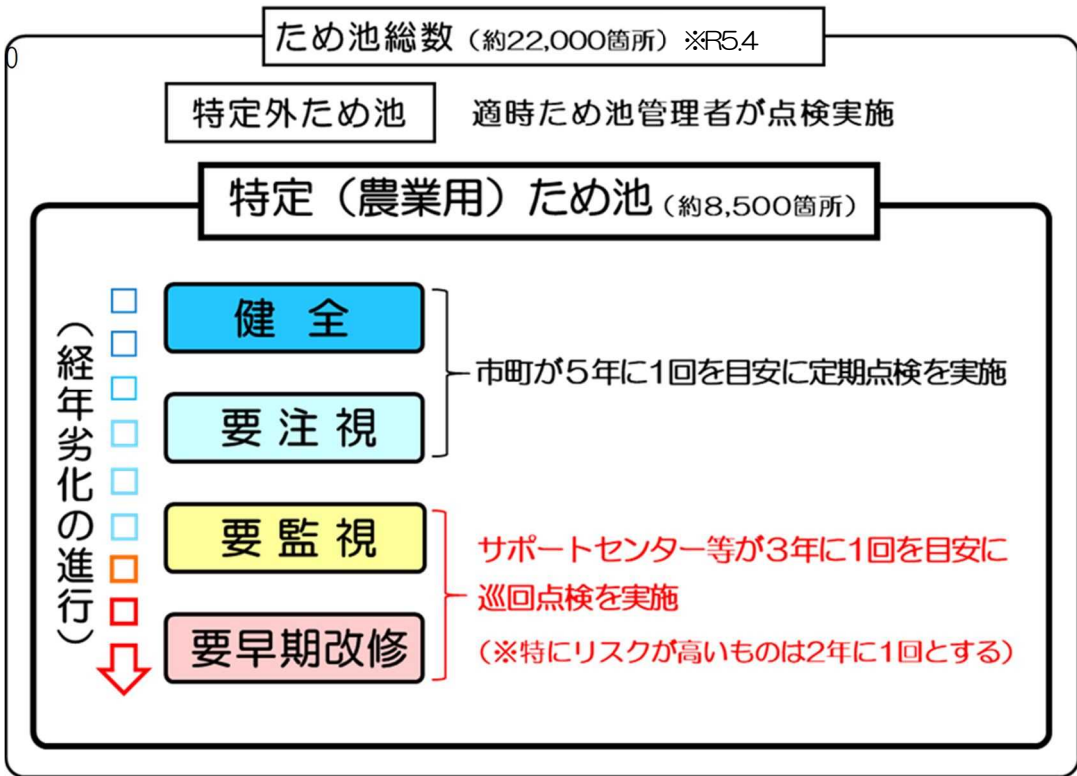 ため池総数（約22,000箇所）※R5.4
0
特定外ため池　適時ため池管理者が点検実施
特定（農業用）ため池（約8,500箇所）
（経年劣化の進行）
健全
要注視
市町が5年に1回を目安に定期点検を実施
要監視
要早期改修
サポートセンター等が3年に1回を目安に
巡回点検を実施
（※特にリスクが高いものは2年に1回とする）